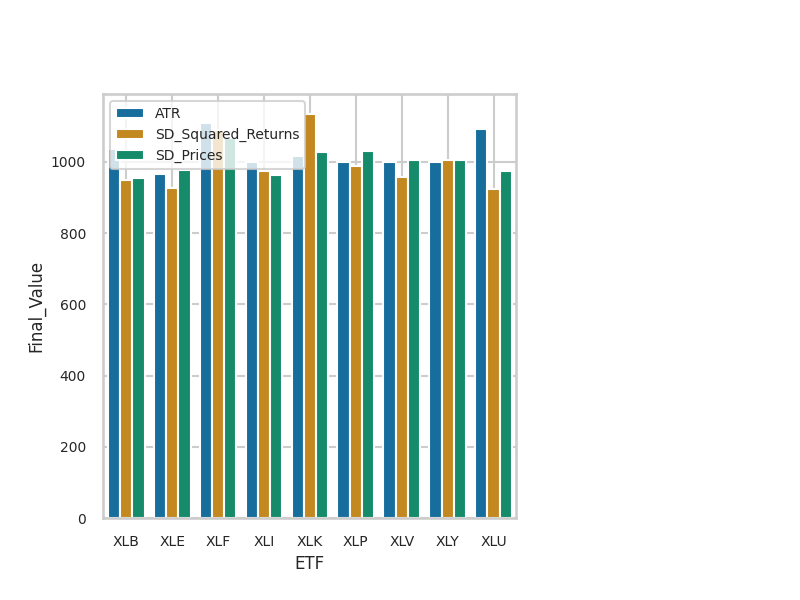 ATR
SD_Squared_Returns
SD_Prices
1000
800
600
400
200
0
Final_Value
XLB XLE XLF XLI XLK XLP XLV XLY XLU
ETF